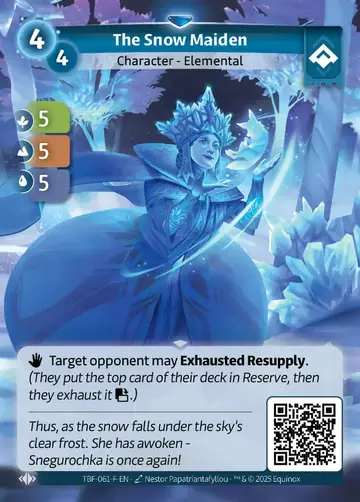 4
4
The Snow Maiden
Character - Elemental
5
5
5
Target opponent may Exhausted Resupply.
(They put the top card of their deck in Reserve, then
they exhaust it .)
Thus, as the snow falls under the sky's
clear frost. She has awoken -
Snegurochka is once again!
TBF-061-F-EN - Nestor Papatriantafyllou - ™ & © 2025 Equinox